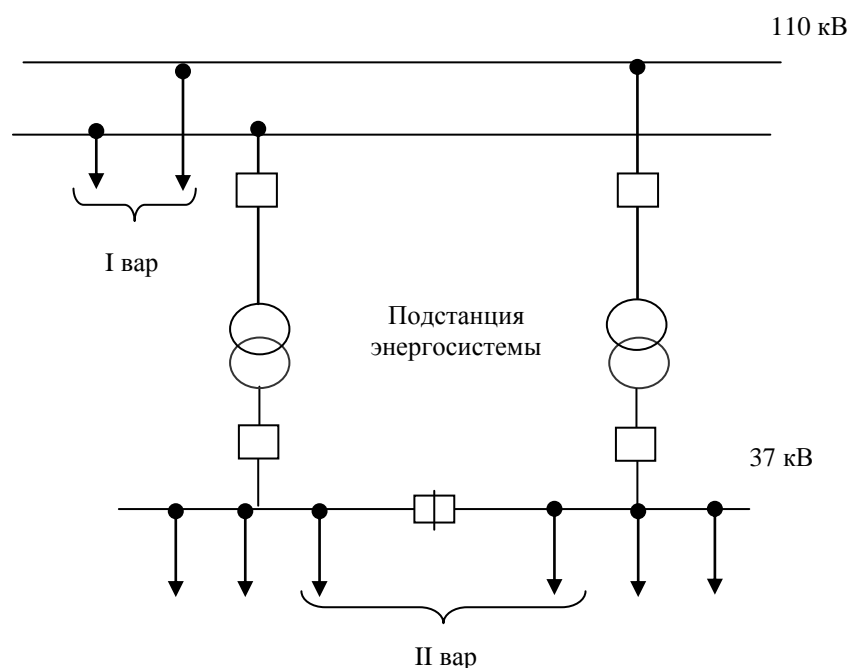 110 кВ
I вар
Подстанция
энергосистемы
37 кВ
II вар